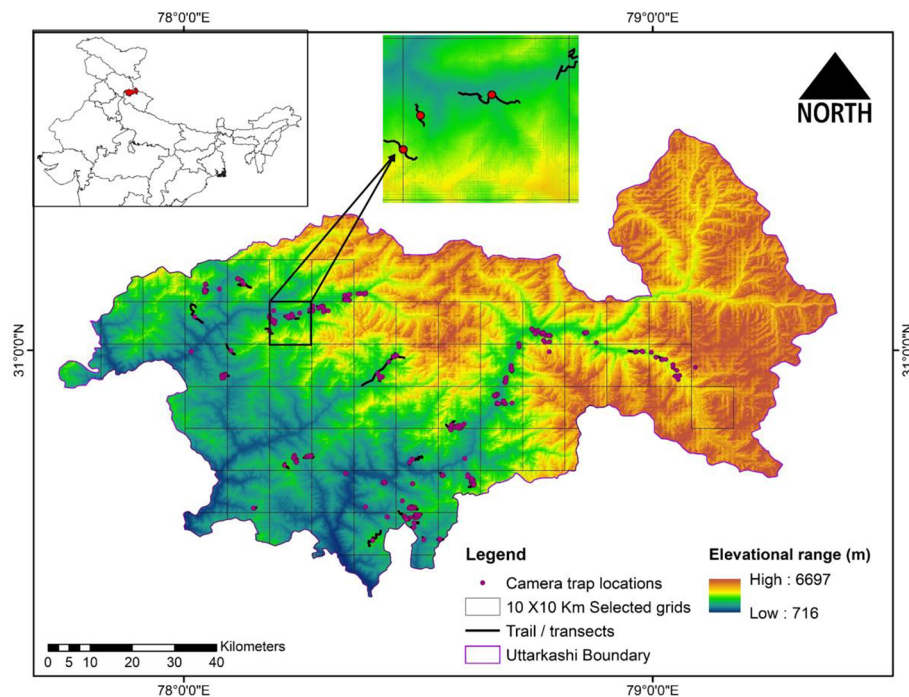 78°0'0"E
79°0'0"E
NORTH
31°0'0"N
31°0'0"N
Legend
Camera trap locations
10 X10 Km Selected grids
Trail / transects
Uttarkashi Boundary
Elevational range (m)
High : 6697
Low : 716
Kilometers
0 5 10 20 30 40
78°0'0"E
79°0'0"E